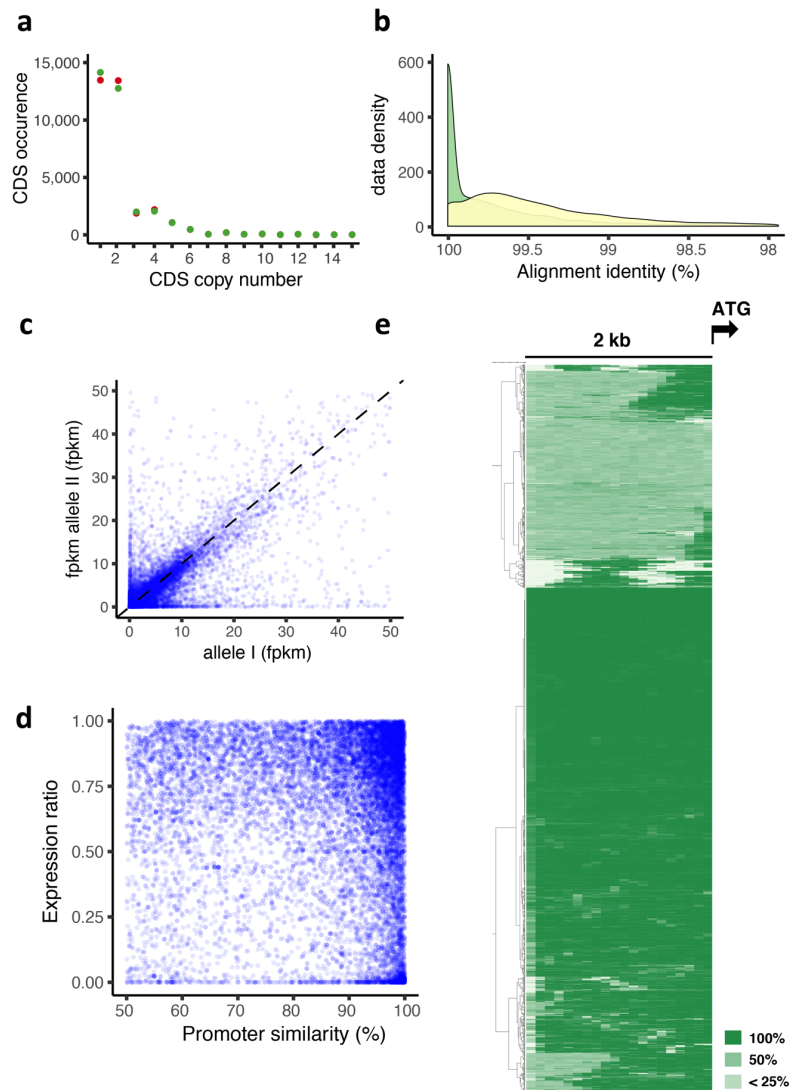 a
15,000
10,000
5,000
0
CDS occurence
2 4 6 8 10 12 14
CDS copy number
b
600
400
200
0
data density
100 99.5 99 98.5 98
Alignment identity (%)
c
50
40
30
20
10
0
fpkm allele II (fpkm)
0 10 20 30 40 50
allele I (fpkm)
d
1.00
0.75
0.50
0.25
0.00
Expression ratio
50 60 70 80 90 100
Promoter similarity (%)
e
ATG
2 kb
100%
50%
< 25%